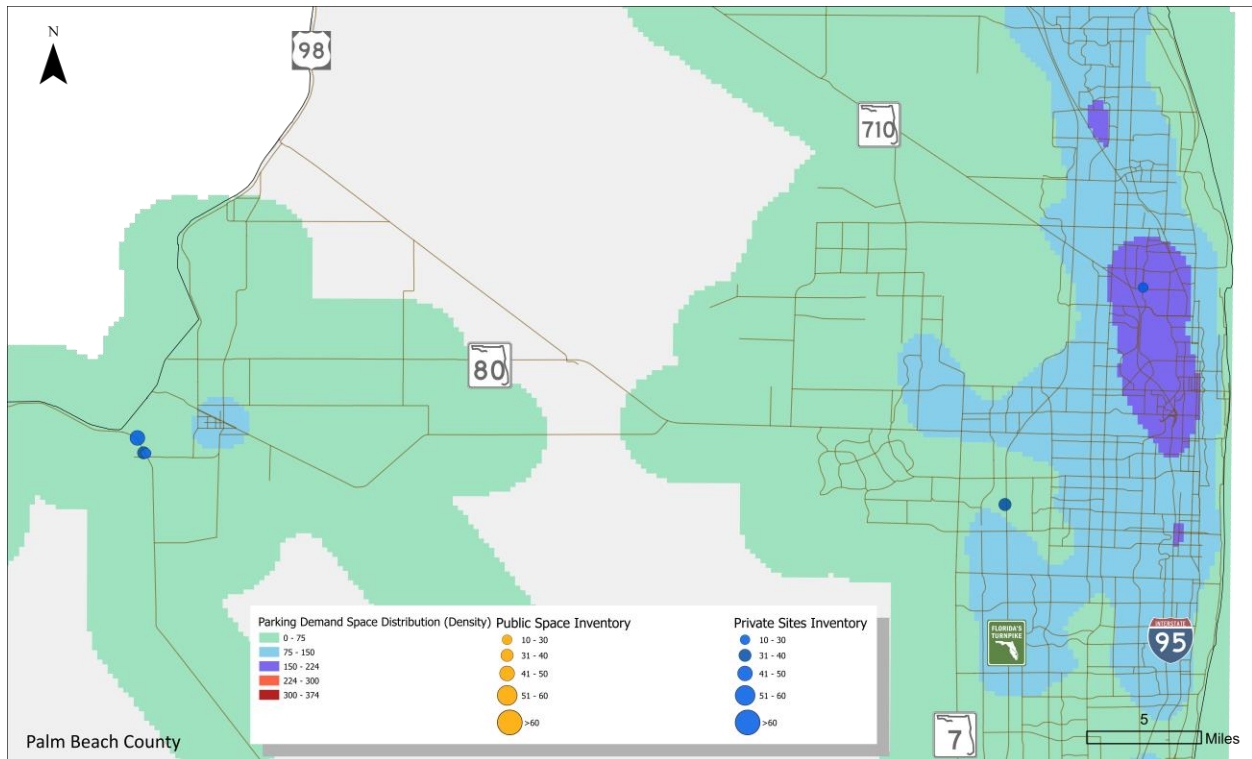 N
98
710
80
Parking Demand Space Distribution (Density)
0 - 75
75 - 150
150 - 224
224 - 300
300 - 374
Public Space Inventory
10 - 30
31 - 40
41 - 50
51 - 60
>60
Private Sites Inventory
10 - 30
31 - 40
41 - 50
51 - 60
>60
FLORIDA'S
TURNPIKE
INTERSTATE
95
7
5
Miles
Palm Beach County